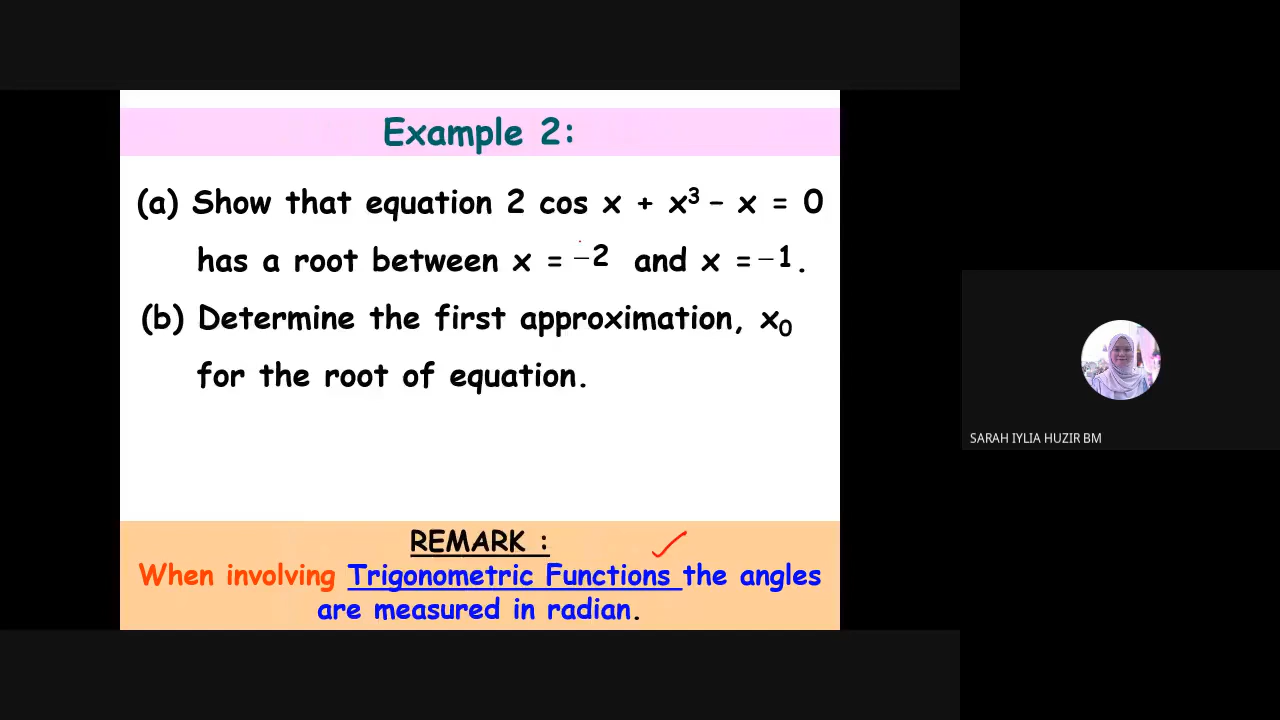 Example 2:
(a) Show that equation 2 cos x + x³ – x = 0
has a root between x = −2 and x = −1.
(b) Determine the first approximation, x₀
for the root of equation.
REMARK :
When involving Trigonometric Functions the angles
are measured in radian.
SARAH IYLIA HUZIR BM